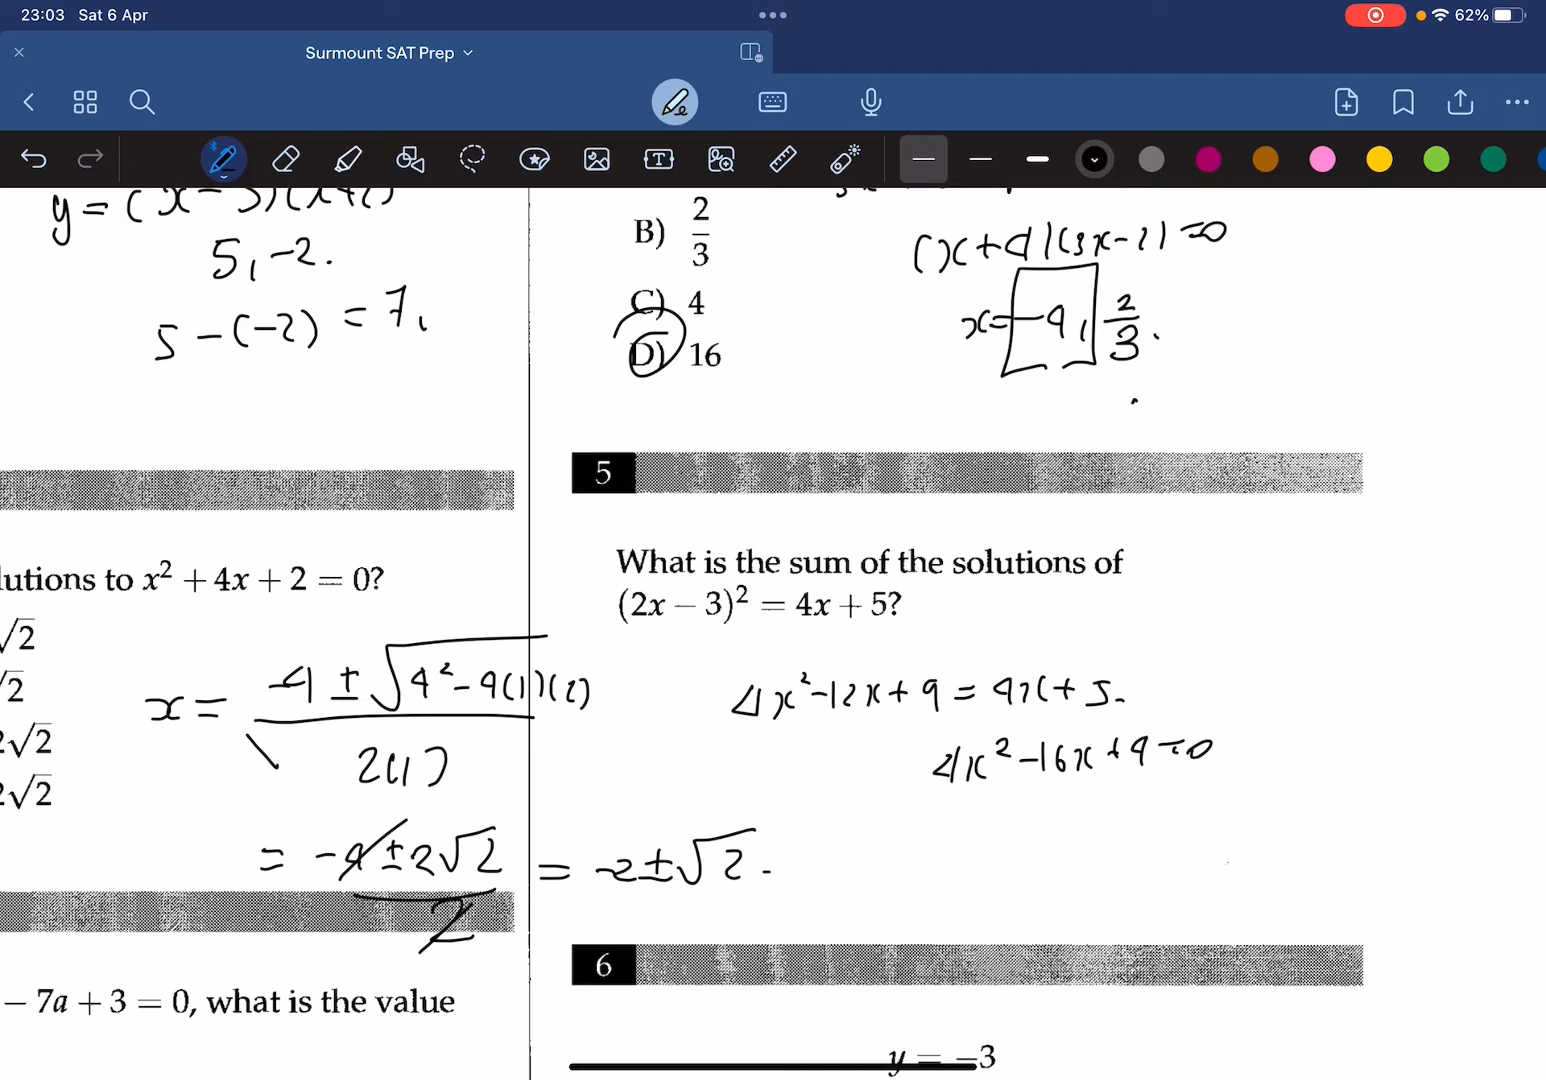 23:03 Sat 6 Apr
62%
Surmount SAT Prep
5, -2.
5 - (-2) = 7.
lutions to x² + 4x + 2 = 0?
√2
√2
2√2
2√2
x = -4 ± √4² - 4(1)(2)
2(1)
= -4 ± 2√2 = -2 ± √2.
2
- 7a + 3 = 0, what is the value
B) 2/3
C) 4
D) 16
(x+4)(3x-2)=0
x = -4, 2/3.
5
What is the sum of the solutions of
(2x - 3)² = 4x + 5?
4x² - 12x + 9 = 4x + 5.
4x² - 16x + 4 = 0
6
y = -3